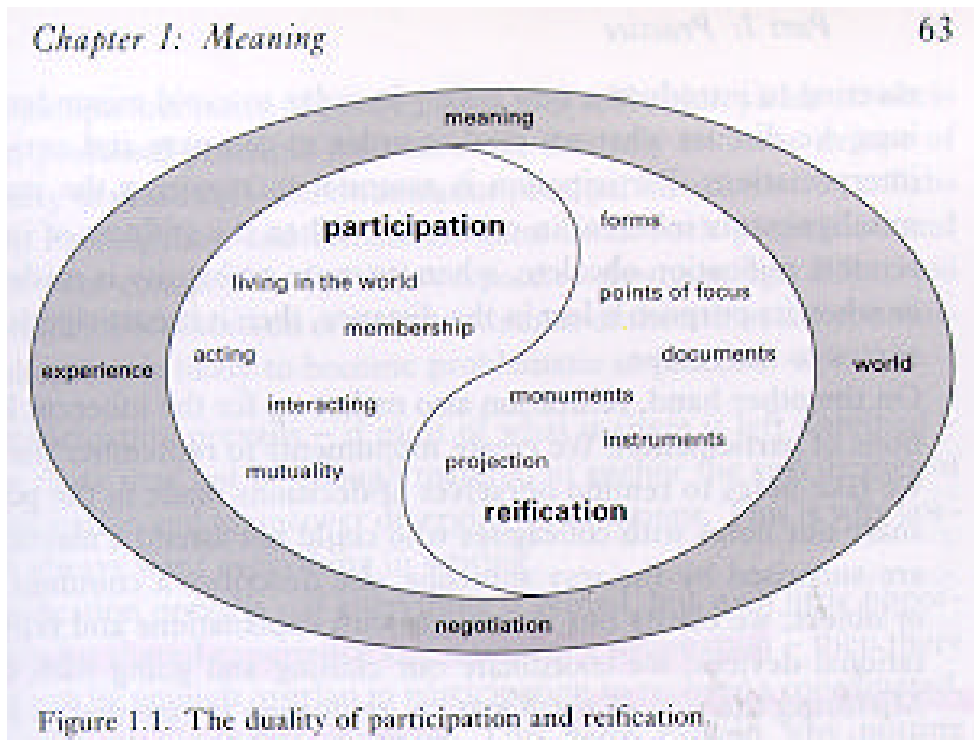 Chapter 1: Meaning 63
meaning
participation
forms
living in the world
points of focus
membership
acting
documents
experience
world
interacting
monuments
instruments
mutuality
projection
reification
negotiation
Figure 1.1. The duality of participation and reification.